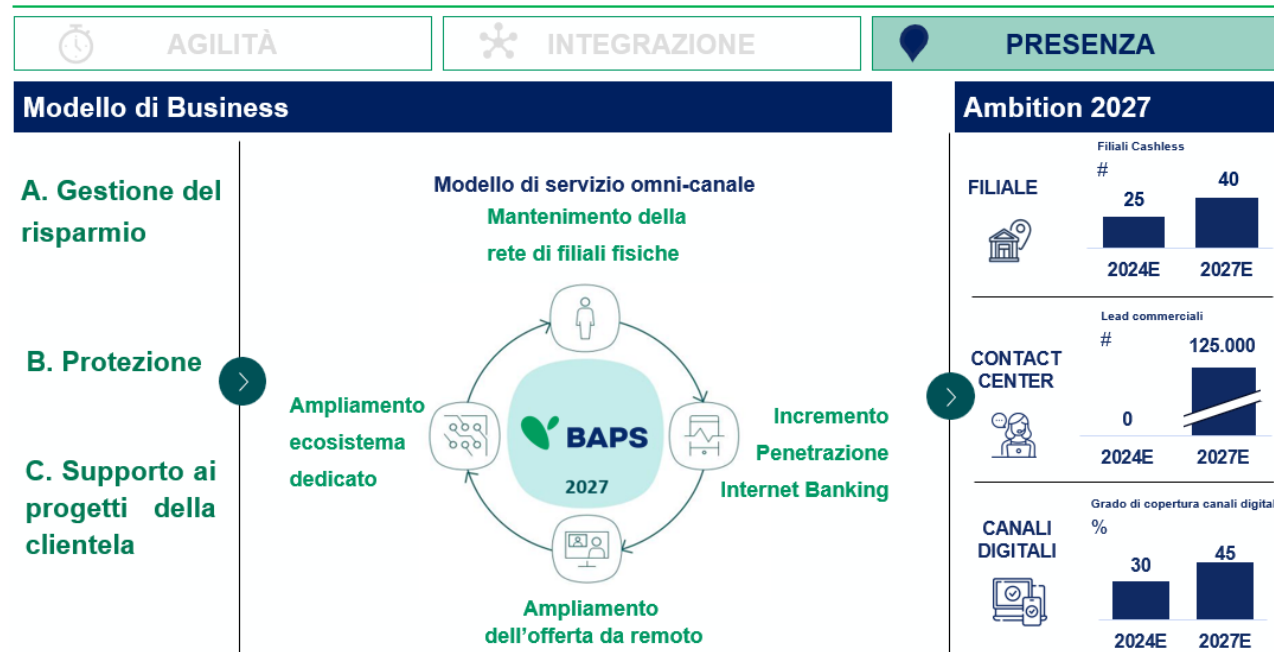 AGILITÀ
INTEGRAZIONE
PRESENZA
Modello di Business
Ambition 2027
A. Gestione del
risparmio
B. Protezione
C. Supporto ai
progetti della
clientela
Modello di servizio omni-canale
Mantenimento della
rete di filiali fisiche
Ampliamento
ecosistema
dedicato
BAPS
2027
Incremento
Penetrazione
Internet Banking
Ampliamento
dell'offerta da remoto
FILIALE
Filiali Cashless
#
25
40
2024E
2027E
CONTACT
CENTER
Lead commerciali
#
0
125.000
2024E
2027E
CANALI
DIGITALI
Grado di copertura canali digital
%
30
45
2024E
2027E